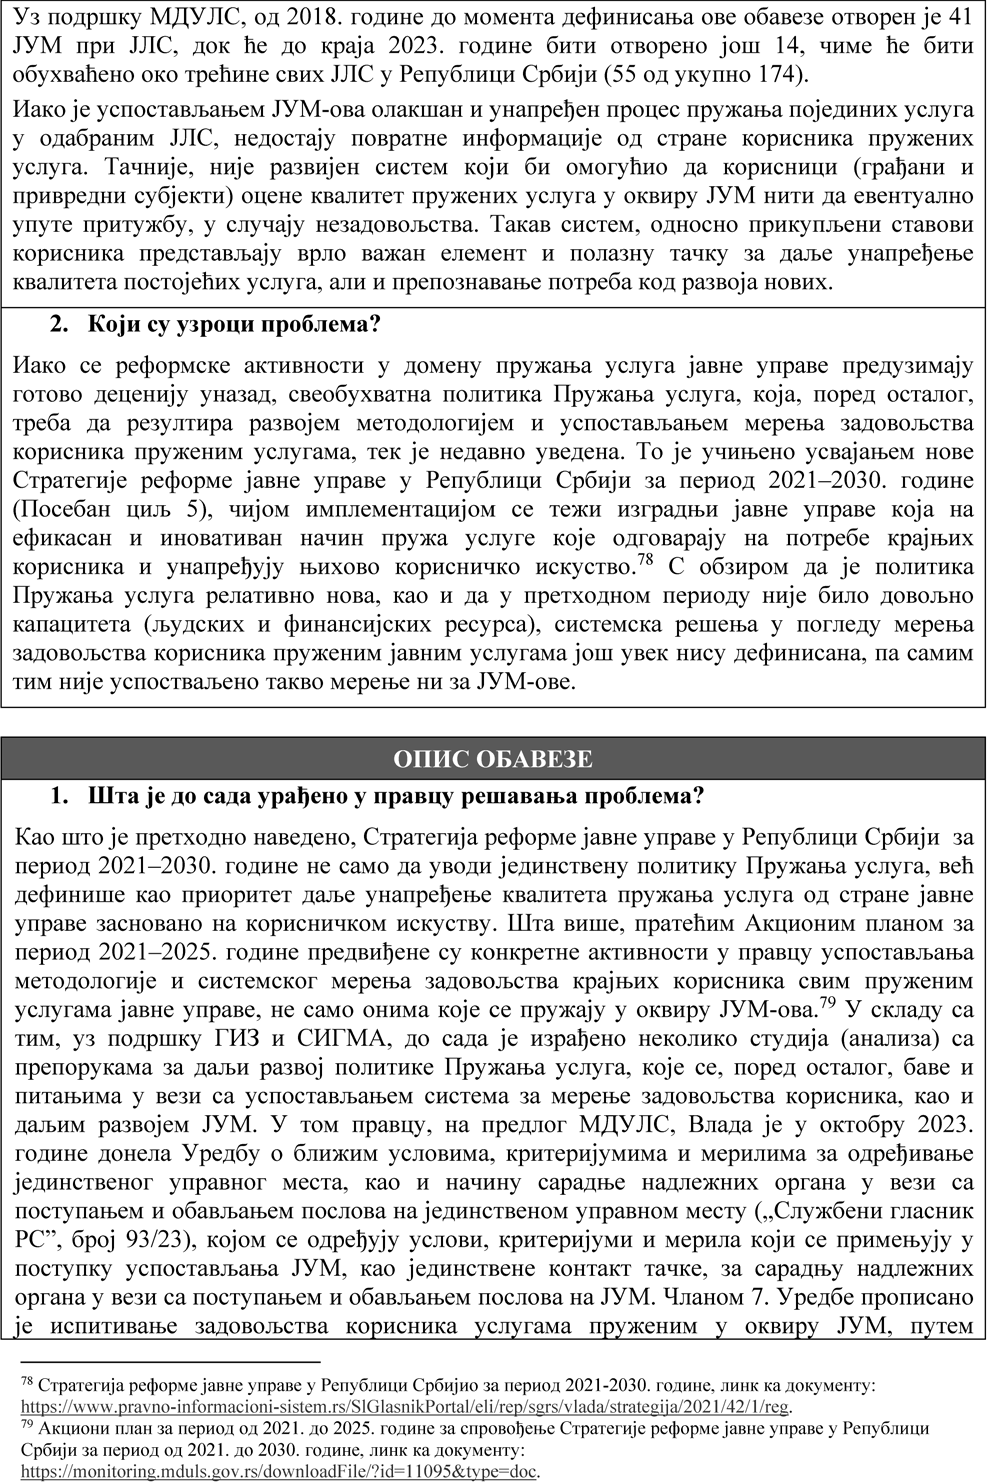 Уз подршку МДУЛС, од 2018. године до момента дефинисања ове обавезе отворен је 41
ЈУМ при ЈЛС, док ће до краја 2023. године бити отворено још 14, чиме ће бити
обухваћено око трећине свих ЈЛС у Републици Србији (55 од укупно 174).
Иако је успостављањем ЈУМ-ова олакшан и унапређен процес пружања појединих услуга
у одабраним ЈЛС, недостају повратне информације од стране корисника пружених
услуга. Тачније, није развијен систем који би омогућио да корисници (грађани и
привредни субјекти) оцене квалитет пружених услуга у оквиру ЈУМ нити да евентуално
упуте притужбу, у случају незадовољства. Такав систем, односно прикупљени ставови
корисника представљају врло важан елемент и полазну тачку за даље унапређење
квалитета постојећих услуга, али и препознавање потреба код развоја нових.
2. Који су узроци проблема?
Иако се реформске активности у домену пружања услуга јавне управе предузимају
готово деценију уназад, свеобухватна политика Пружања услуга, која, поред осталог,
треба да резултира развојем методологијем и успостављањем мерења задовољства
корисника пруженим услугама, тек је недавно уведена. То је учињено усвајањем нове
Стратегије реформе јавне управе у Републици Србији за период 2021–2030. године
(Посебан циљ 5), чијом имплементацијом се тежи изградњи јавне управе која на
ефикасан и иновативан начин пружа услуге које одговарају на потребе крајњих
корисника и унапређују њихово корисничко искуство.78 С обзиром да је политика
Пружања услуга релативно нова, као и да у претходном периоду није било довољно
капацитета (људских и финансијских ресурса), системска решења у погледу мерења
задовољства корисника пруженим јавним услугама још увек нису дефинисана, па самим
тим није успостваљено такво мерење ни за ЈУМ-ове.
ОПИС ОБАВЕЗЕ
1. Шта је до сада урађено у правцу решавања проблема?
Као што је претходно наведено, Стратегија реформе јавне управе у Републици Србији за
период 2021–2030. године не само да уводи јединствену политику Пружања услуга, већ
дефинише као приоритет даље унапређење квалитета пружања услуга од стране јавне
управе засновано на корисничком искуству. Шта више, пратећим Акционим планом за
период 2021–2025. године предвиђене су конкретне активности у правцу успостављања
методологије и системског мерења задовољства крајњих корисника свим пруженим
услугама јавне управе, не само онима које се пружају у оквиру ЈУМ-ова.79 У складу са
тим, уз подршку ГИЗ и СИГМА, до сада је израђено неколико студија (анализа) са
препорукама за даљи развој политике Пружања услуга, које се, поред осталог, баве и
питањима у вези са успостављањем система за мерење задовољства корисника, као и
даљим развојем ЈУМ. У том правцу, на предлог МДУЛС, Влада је у октобру 2023.
године донела Уредбу о ближим условима, критеријумима и мерилима за одређивање
јединственог управног места, као и начину сарадње надлежних органа у вези са
поступањем и обављањем послова на јединственом управном месту („Службени гласник
РС”, број 93/23), којом се одређују услови, критеријуми и мерила који се примењују у
поступку успостављања ЈУМ, као јединствене контакт тачке, за сарадњу надлежних
органа у вези са поступањем и обављањем послова на ЈУМ. Чланом 7. Уредбе прописано
је испитивање задовољства корисника услугама пруженим у оквиру ЈУМ, путем
78 Стратегија реформе јавне управе у Републици Србијио за период 2021-2030. године, линк ка документу:
https://www.pravno-informacioni-sistem.rs/SlGlasnikPortal/eli/rep/sgrs/vlada/strategija/2021/42/1/reg.
79 Акциони план за период од 2021. до 2025. године за спровођење Стратегије реформе јавне управе у Републици
Србији за период од 2021. до 2030. године, линк ка документу:
https://monitoring.mduls.gov.rs/downloadFile/?id=11095&type=doc.